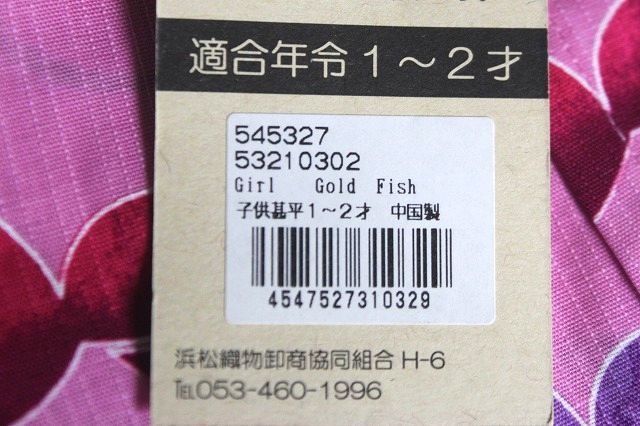 適合年令1～2才
545327
53210302
Girl Gold Fish
子供甚平1～2才 中国製
4547527310329
浜松織物卸商協同組合 H-6
℡053-460-1996